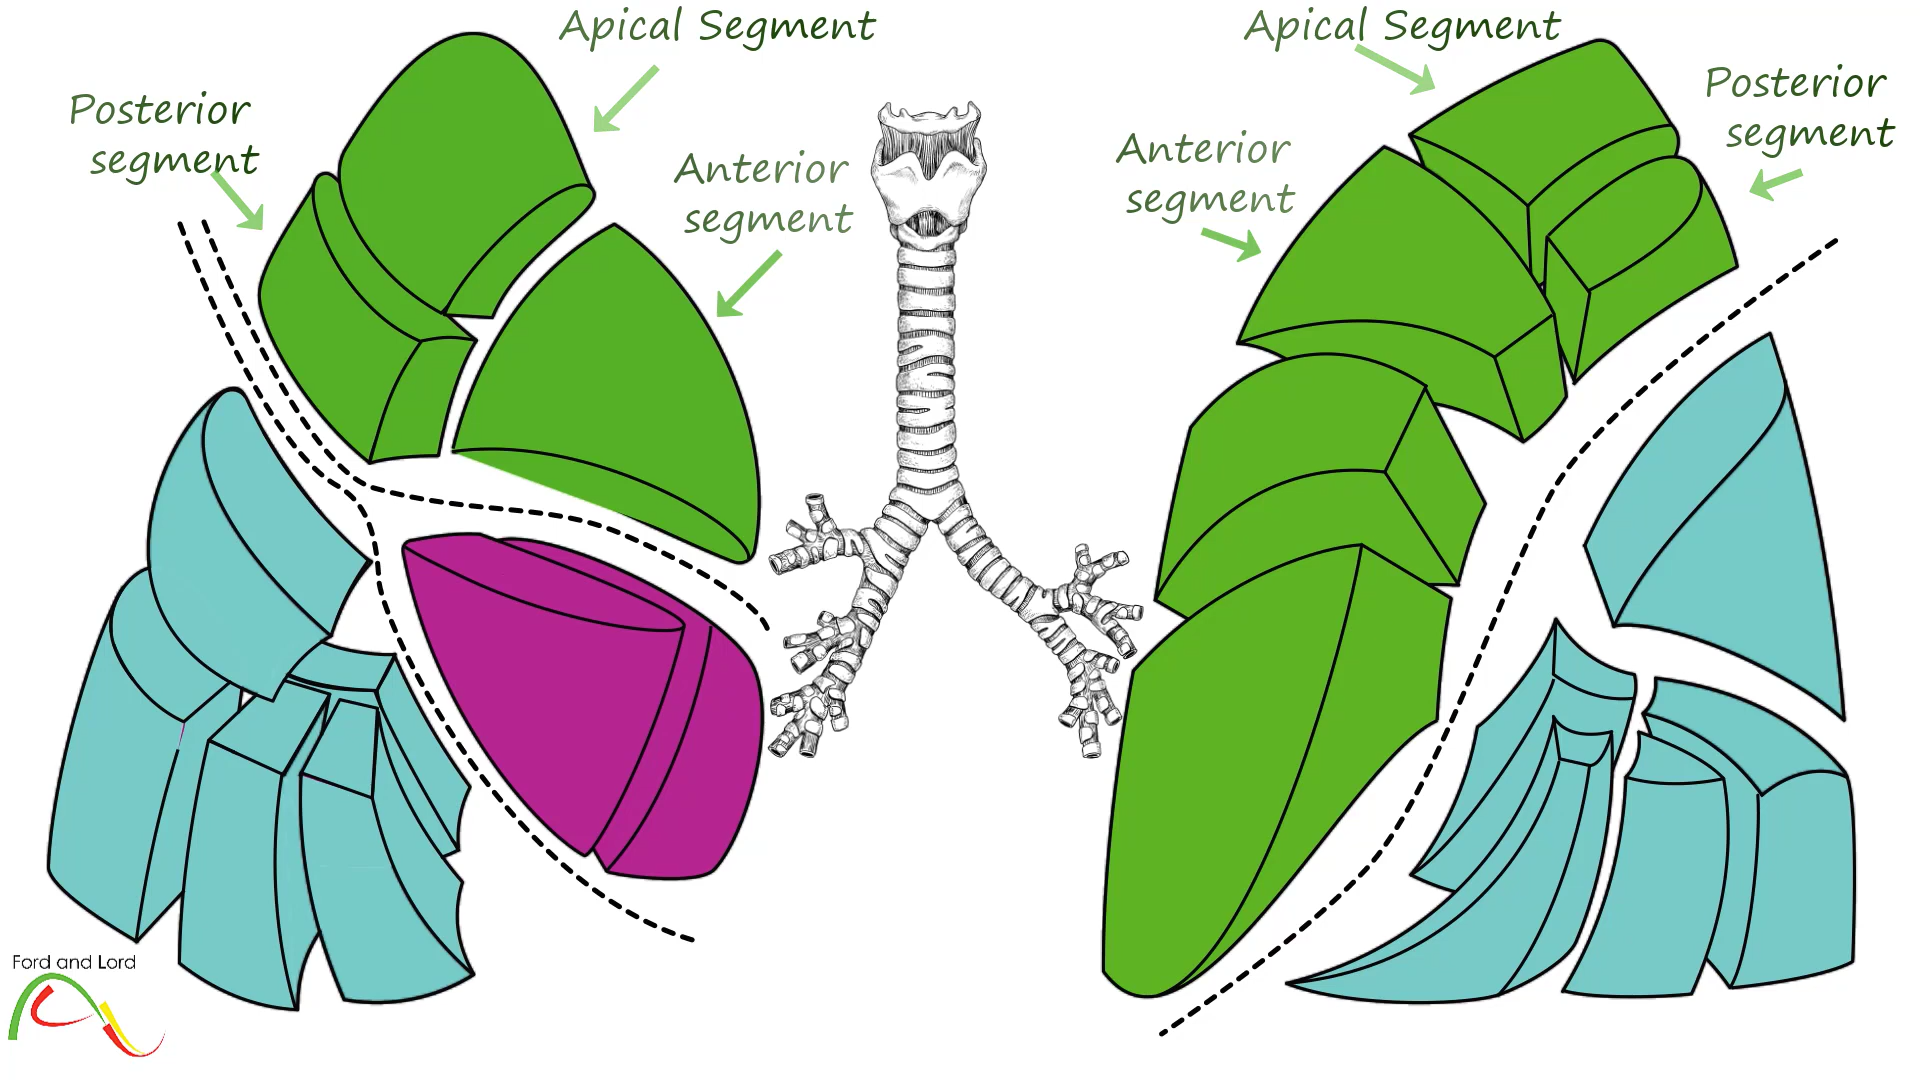 Apical Segment
Posterior
segment
Anterior
segment
Apical Segment
Posterior
segment
Anterior
segment
Ford and Lord